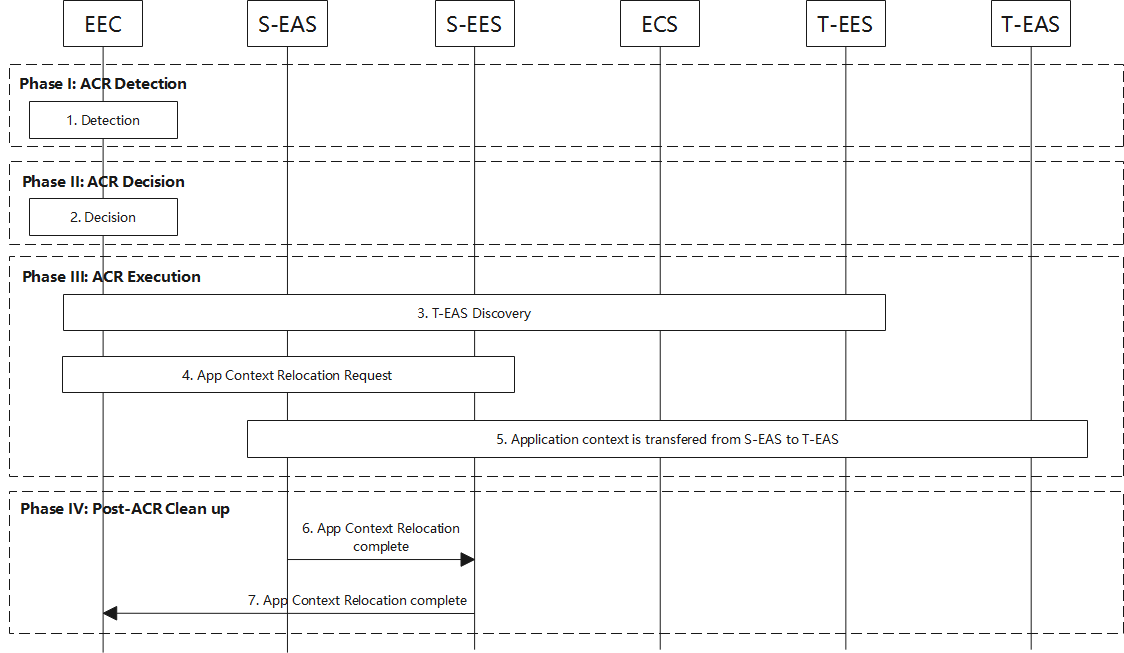 EEC
S-EAS
S-EES
ECS
T-EES
T-EAS
Phase I: ACR Detection
1. Detection
Phase II: ACR Decision
2. Decision
Phase III: ACR Execution
3. T-EAS Discovery
4. App Context Relocation Request
5. Application context is transfered from S-EAS to T-EAS
Phase IV: Post-ACR Clean up
6. App Context Relocation
complete
7. App Context Relocation complete